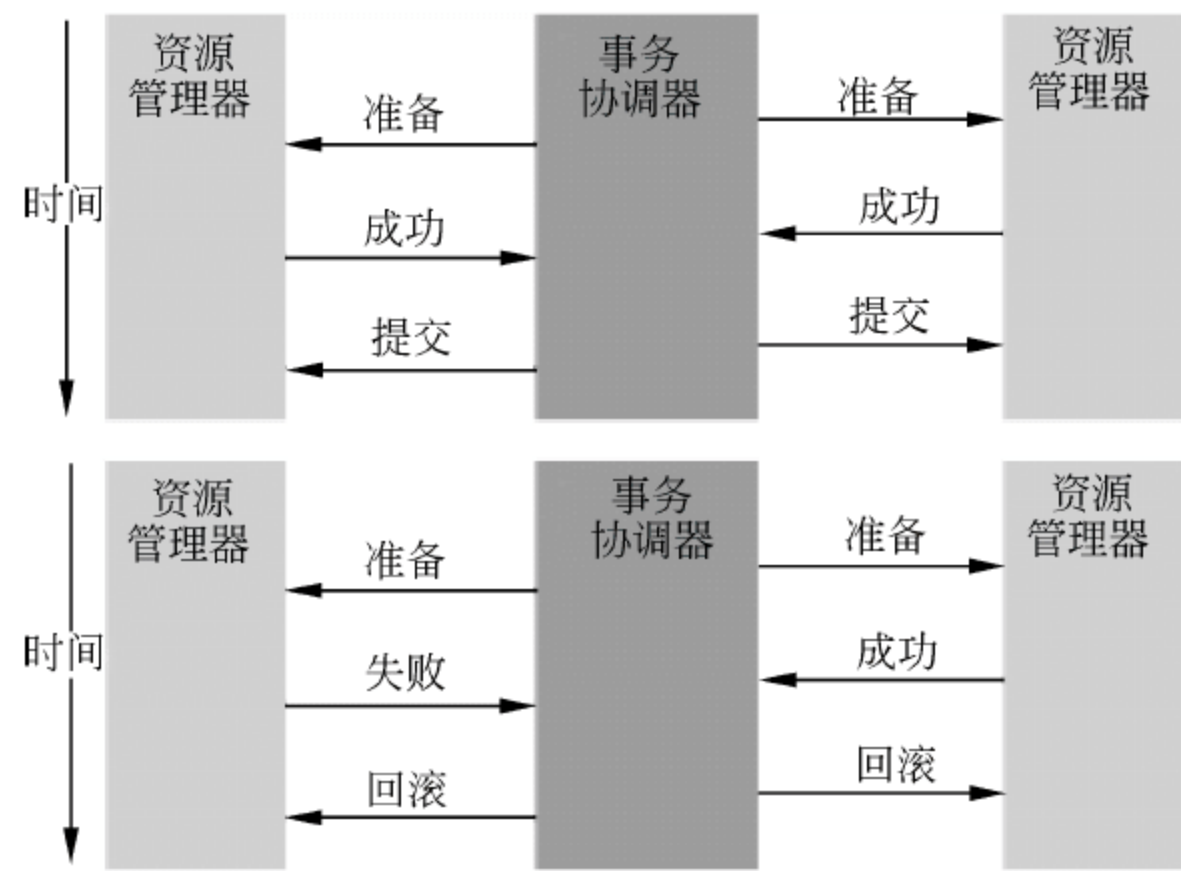 资源
管理器
事务
协调器
资源
管理器
准备
准备
时间
成功
成功
提交
提交
资源
管理器
事务
协调器
资源
管理器
准备
准备
时间
失败
成功
回滚
回滚